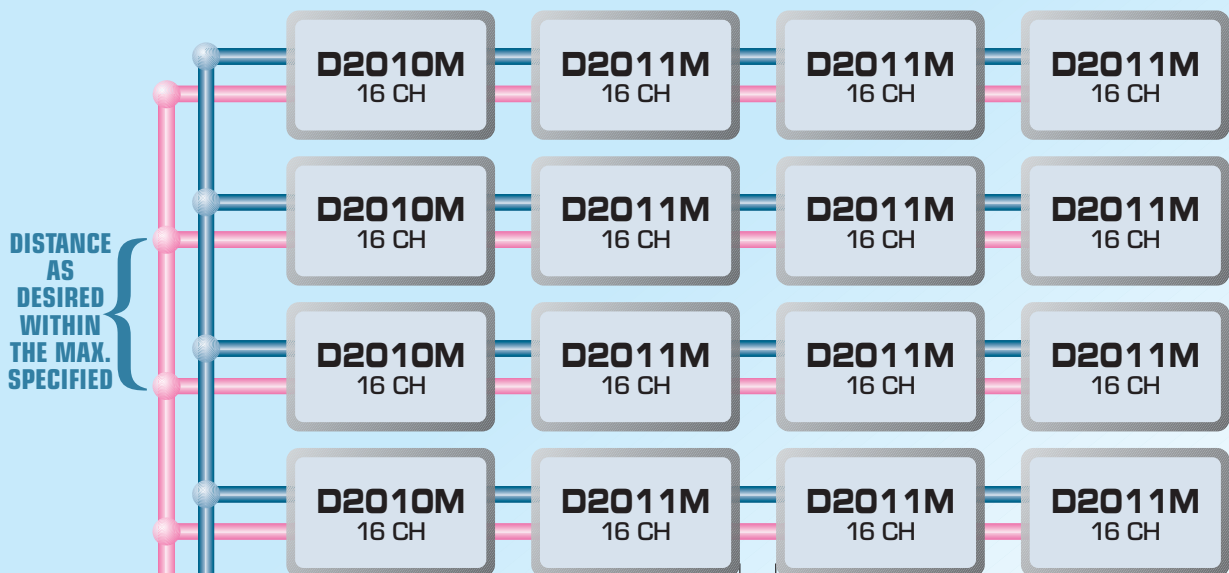 D2010M
16 CH
D2011M
16 CH
D2011M
16 CH
D2011M
16 CH
D2010M
16 CH
D2011M
16 CH
D2011M
16 CH
D2011M
16 CH
DISTANCE
AS
DESIRED
WITHIN
THE MAX.
SPECIFIED
D2010M
16 CH
D2011M
16 CH
D2011M
16 CH
D2011M
16 CH
D2010M
16 CH
D2011M
16 CH
D2011M
16 CH
D2011M
16 CH